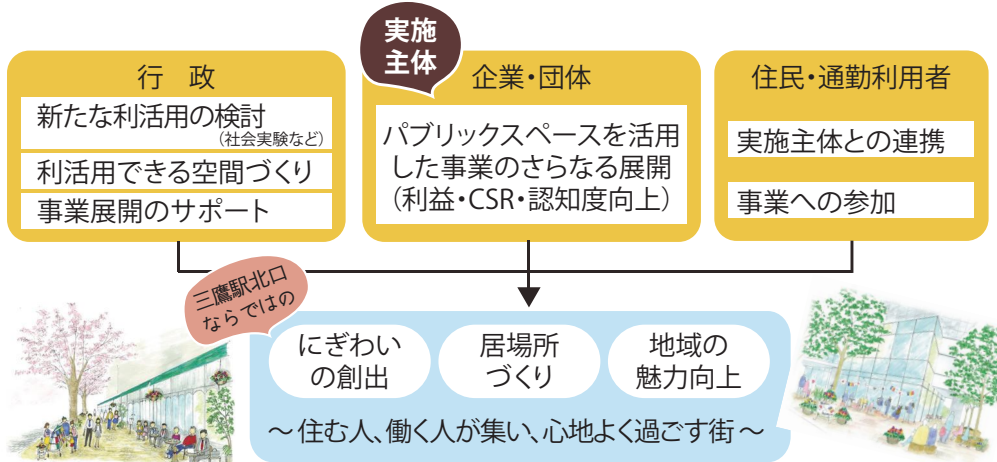 行　政
新たな利活用の検討
(社会実験など)
利活用できる空間づくり
事業展開のサポート
実施
主体
企業・団体
パブリックスペースを活用
した事業のさらなる展開
(利益・CSR・認知度向上)
住民・通勤利用者
実施主体との連携
事業への参加
三鷹駅北口
ならではの
にぎわい
の創出
居場所
づくり
地域の
魅力向上
～住む人、働く人が集い、心地よく過ごす街～